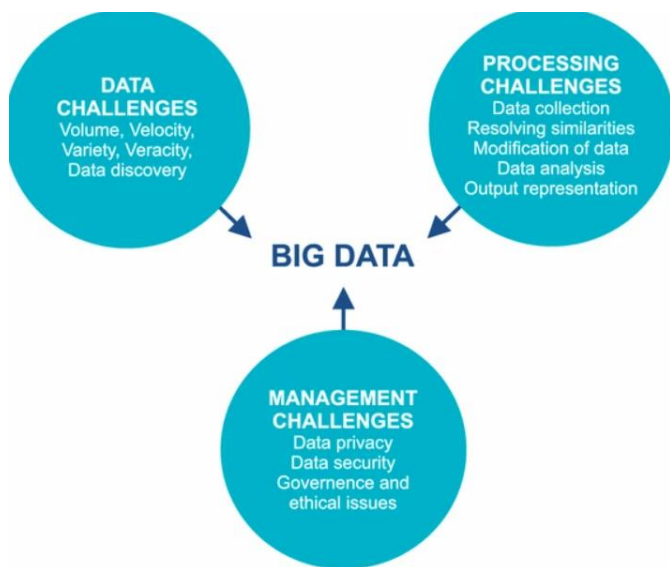 DATA
CHALLENGES
Volume, Velocity,
Variety, Veracity,
Data discovery
PROCESSING
CHALLENGES
Data collection
Resolving similarities
Modification of data
Data analysis
Output representation
BIG DATA
MANAGEMENT
CHALLENGES
Data privacy
Data security
Governence and
ethical issues